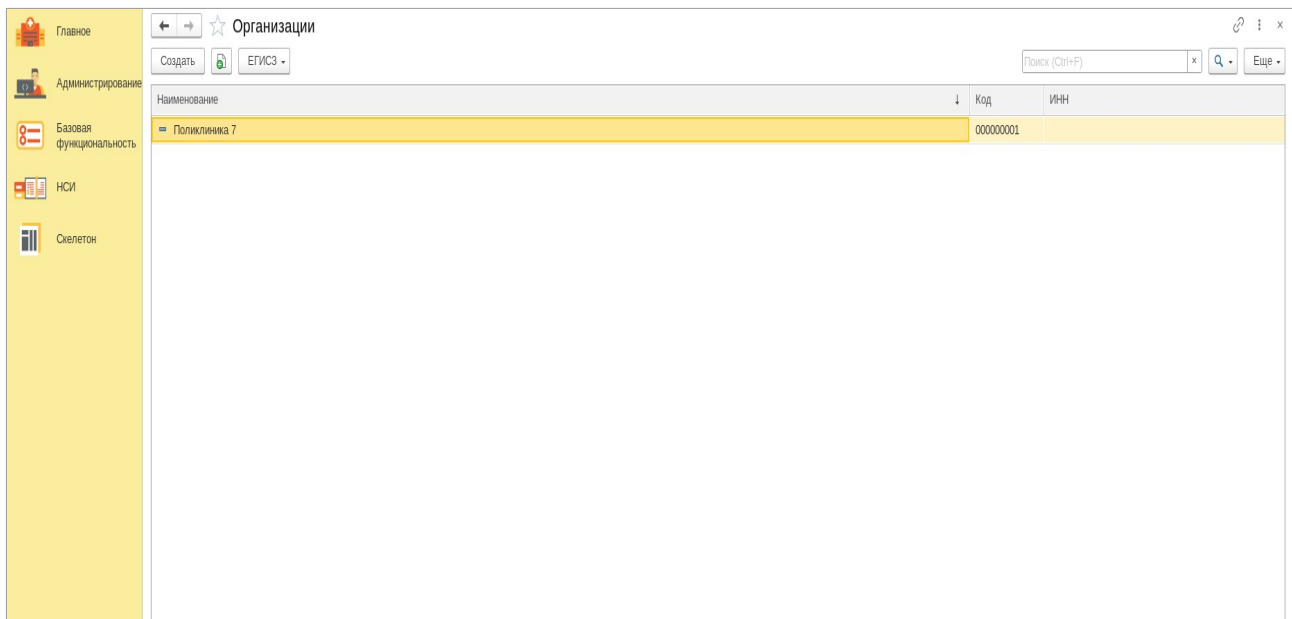 Главное
Администрирование
Базовая
функциональность
НСИ
Скелетон
Организации
Создать
ЕГИСЗ
Поиск (Ctrl+F)
x
Еще
Наименование ↓ Код ИНН
Поликлиника 7 000000001